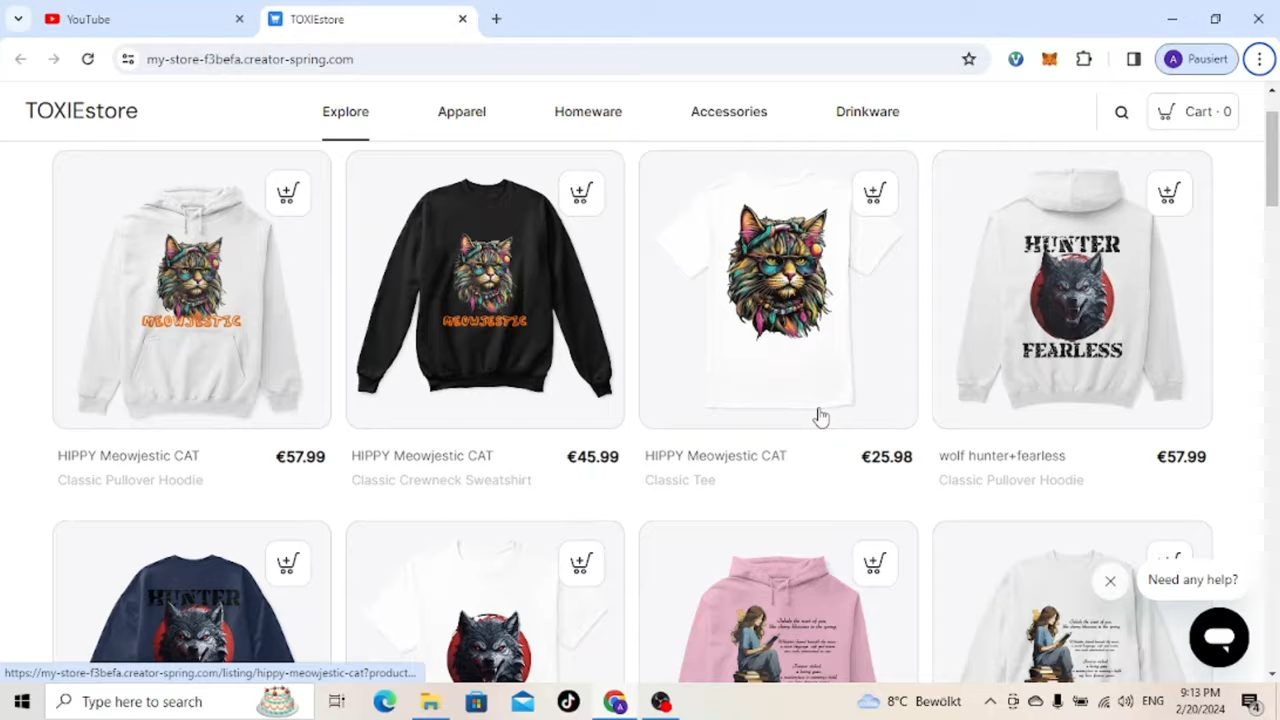 YouTube
TOXIEstore
my-store-f3befa.creator-spring.com
A
Pausiert
TOXIEstore
Explore
Apparel
Homeware
Accessories
Drinkware
Cart · 0
MEOWJESTIC
MEOWJESTIC
HUNTER
FEARLESS
HIPPY Meowjestic CAT €57.99
Classic Pullover Hoodie
HIPPY Meowjestic CAT €45.99
Classic Crewneck Sweatshirt
HIPPY Meowjestic CAT €25.98
Classic Tee
wolf hunter+fearless €57.99
Classic Pullover Hoodie
HUNTER
Need any help?
https://my-store-f3befa.creator-spring.com/listing/hippy-meowjestic-cat?product...
Type here to search
A
8°C Bewölkt
ENG
9:13 PM
2/20/2024
4